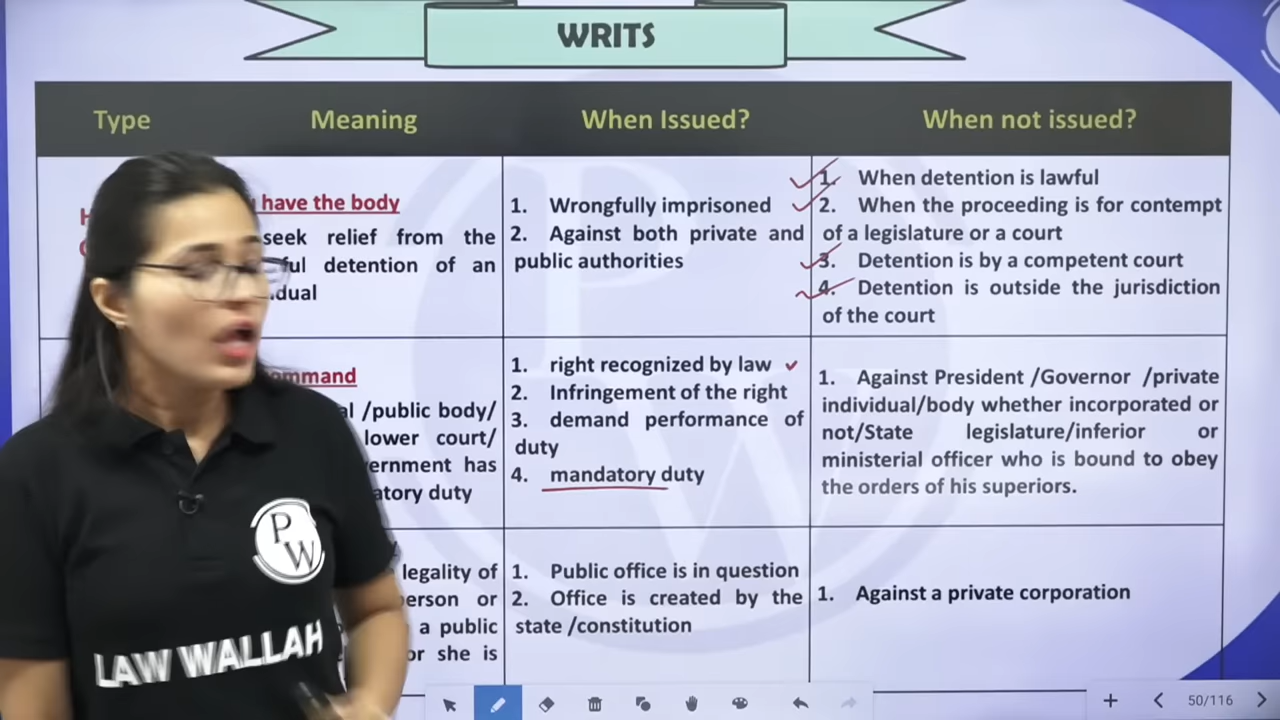 WRITS
Type Meaning When Issued? When not issued?
have the body
seek relief from the
detention of an
1. Wrongfully imprisoned
2. Against both private and
public authorities
1. When detention is lawful
2. When the proceeding is for contempt
of a legislature or a court
3. Detention is by a competent court
4. Detention is outside the jurisdiction
of the court
/public body/
lower court/
has
duty
1. right recognized by law
2. Infringement of the right
3. demand performance of
duty
4. mandatory duty
1. Against President /Governor /private
individual/body whether incorporated or
not/State legislature/inferior or
ministerial officer who is bound to obey
the orders of his superiors.
legality of
or
a public
or she is
1. Public office is in question
2. Office is created by the
state /constitution
1. Against a private corporation
PW
LAW WALLAH
50/116